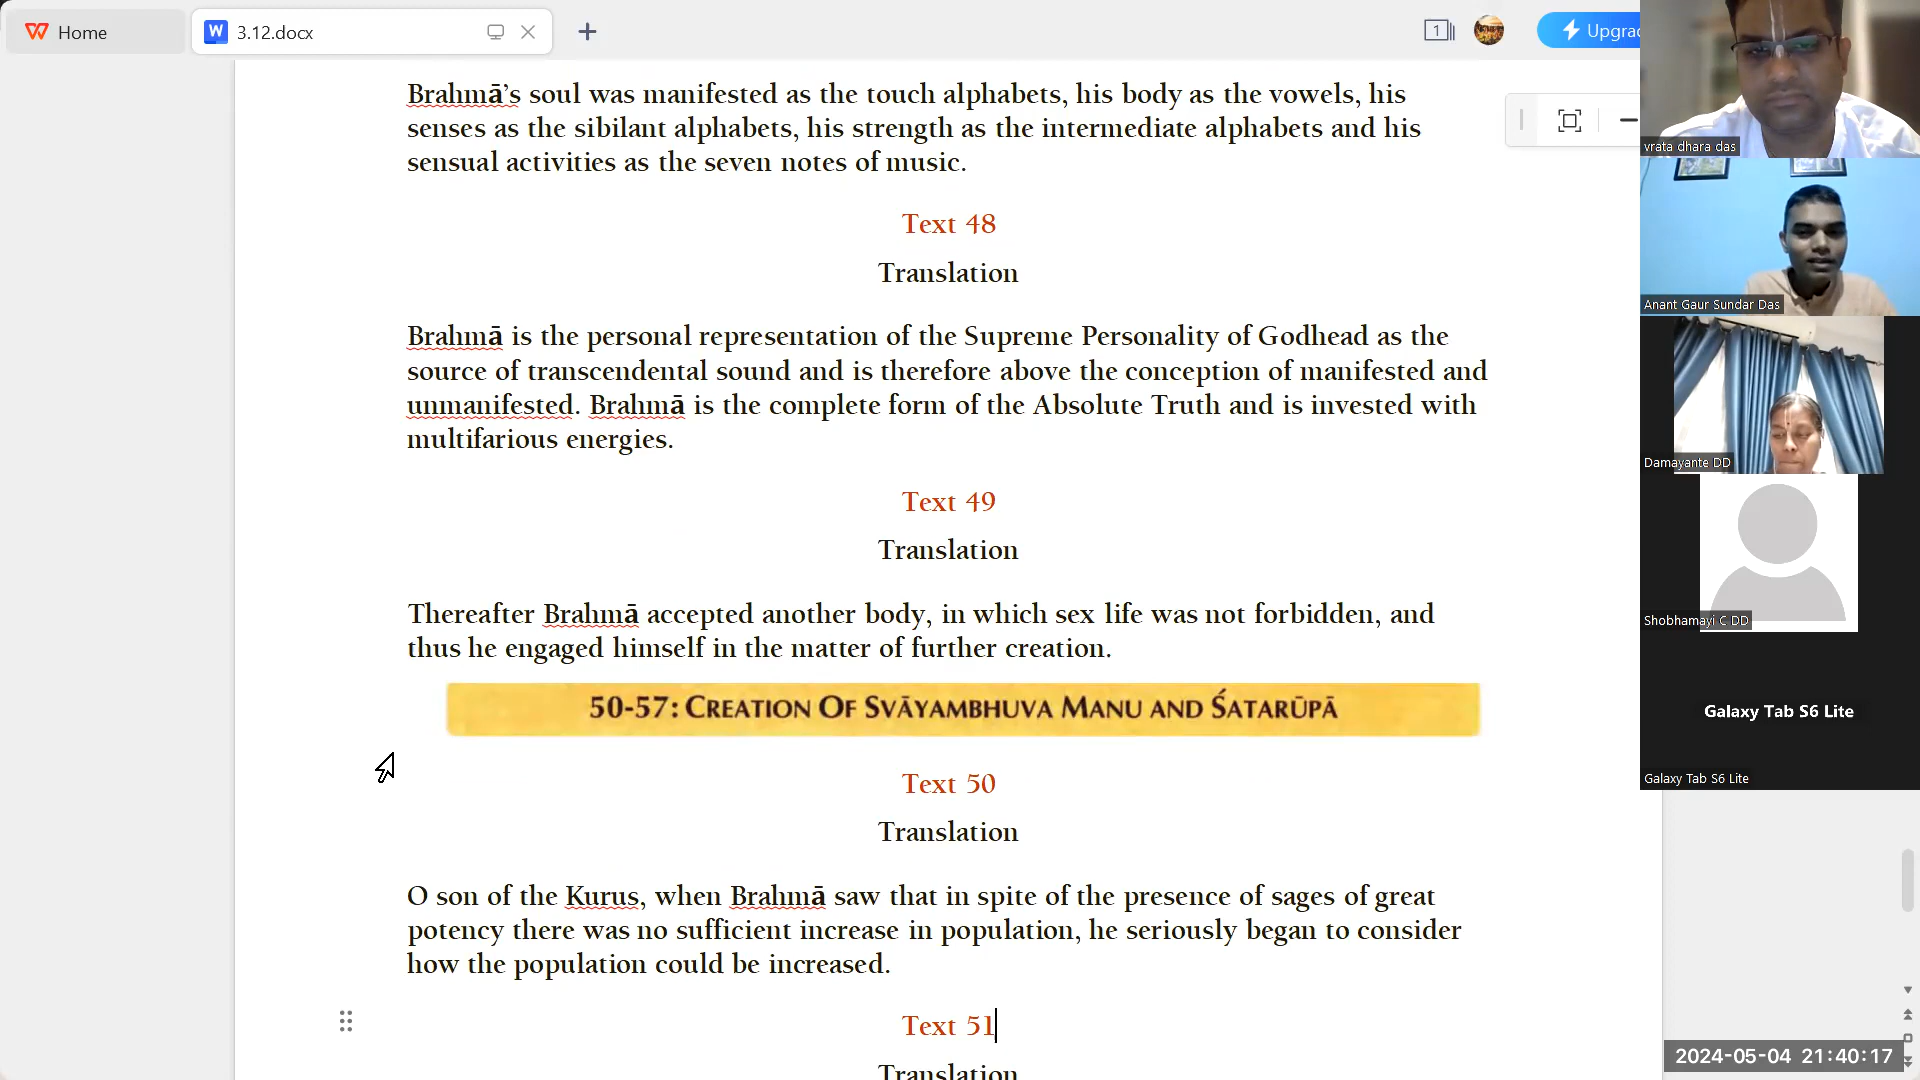 Home
3.12.docx
1
Upgrad
Brahmā's soul was manifested as the touch alphabets, his body as the vowels, his
senses as the sibilant alphabets, his strength as the intermediate alphabets and his
sensual activities as the seven notes of music.
Text 48
Translation
Brahmā is the personal representation of the Supreme Personality of Godhead as the
source of transcendental sound and is therefore above the conception of manifested and
unmanifested. Brahmā is the complete form of the Absolute Truth and is invested with
multifarious energies.
Text 49
Translation
Thereafter Brahmā accepted another body, in which sex life was not forbidden, and
thus he engaged himself in the matter of further creation.
50-57: CREATION OF SVĀYAMBHUVA MANU AND ŚATARŪPĀ
Text 50
Translation
O son of the Kurus, when Brahmā saw that in spite of the presence of sages of great
potency there was no sufficient increase in population, he seriously began to consider
how the population could be increased.
Text 51
Translation
vrata dhara das
Anant Gaur Sundar Das
Damayante DD
Shobhamayi C DD
Galaxy Tab S6 Lite
Galaxy Tab S6 Lite
2024-05-04 21:40:17